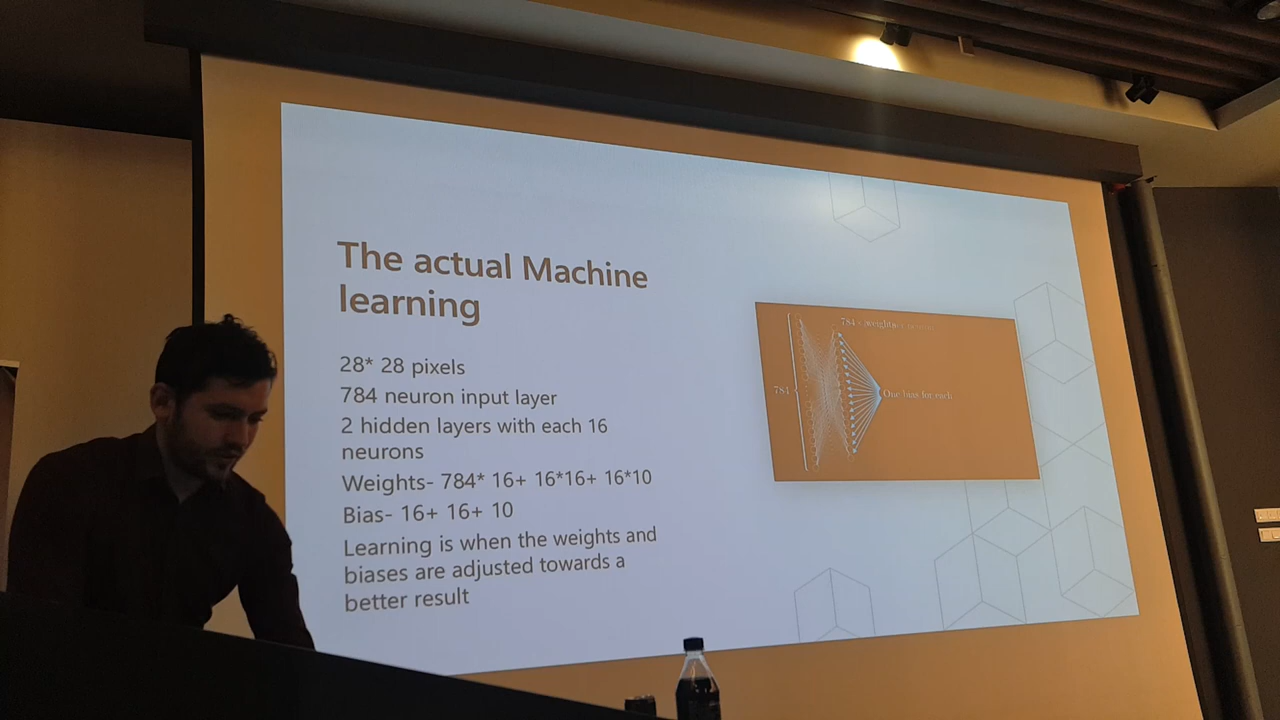 The actual Machine
learning
28* 28 pixels
784 neuron input layer
2 hidden layers with each 16
neurons
Weights- 784* 16+ 16*16+ 16*10
Bias- 16+ 16+ 10
Learning is when the weights and
biases are adjusted towards a
better result
784 weights
784
One bias for each